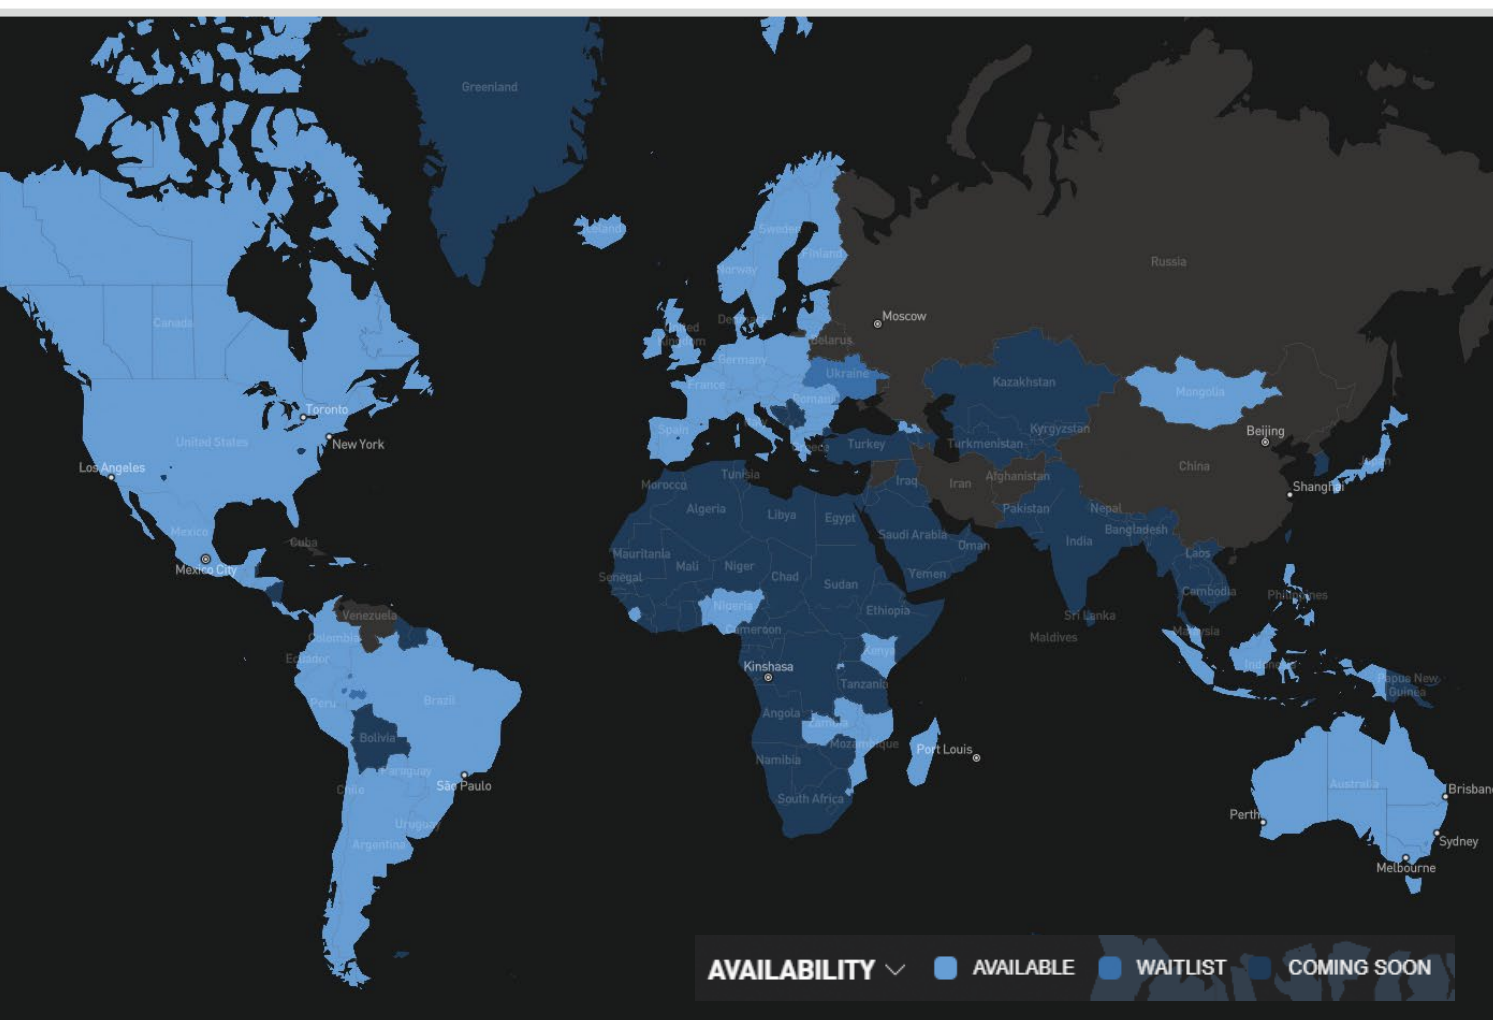 Greenland
Iceland
Sweden
Finland
Norway
Russia
Canada
United
Kingdom
Moscow
Belarus
Germany
Ukraine
France
Kazakhstan
Mongolia
Toronto
New York
United States
Spain
Greece
Turkey
Turkmenistan
Kyrgyzstan
Beijing
Los Angeles
China
Tunisia
Morocco
Iraq
Iran
Afghanistan
Shanghai
Algeria
Libya
Egypt
Pakistan
Nepal
Bangladesh
Mexico
Cuba
Saudi Arabia
Oman
India
Laos
Mexico City
Mauritania
Mali
Niger
Chad
Sudan
Yemen
Senegal
Cambodia
Philippines
Nigeria
Ethiopia
Venezuela
Sri Lanka
Colombia
Cameroon
Maldives
Malaysia
Ecuador
Kenya
Kinshasa
Indonesia
Tanzania
Papua New
Guinea
Peru
Brazil
Angola
Zambia
Bolivia
Mozambique
Port Louis
Namibia
Paraguay
Chile
São Paulo
South Africa
Australia
Brisban
Uruguay
Perth
Argentina
Sydney
Melbourne
AVAILABILITY AVAILABLE WAITLIST COMING SOON